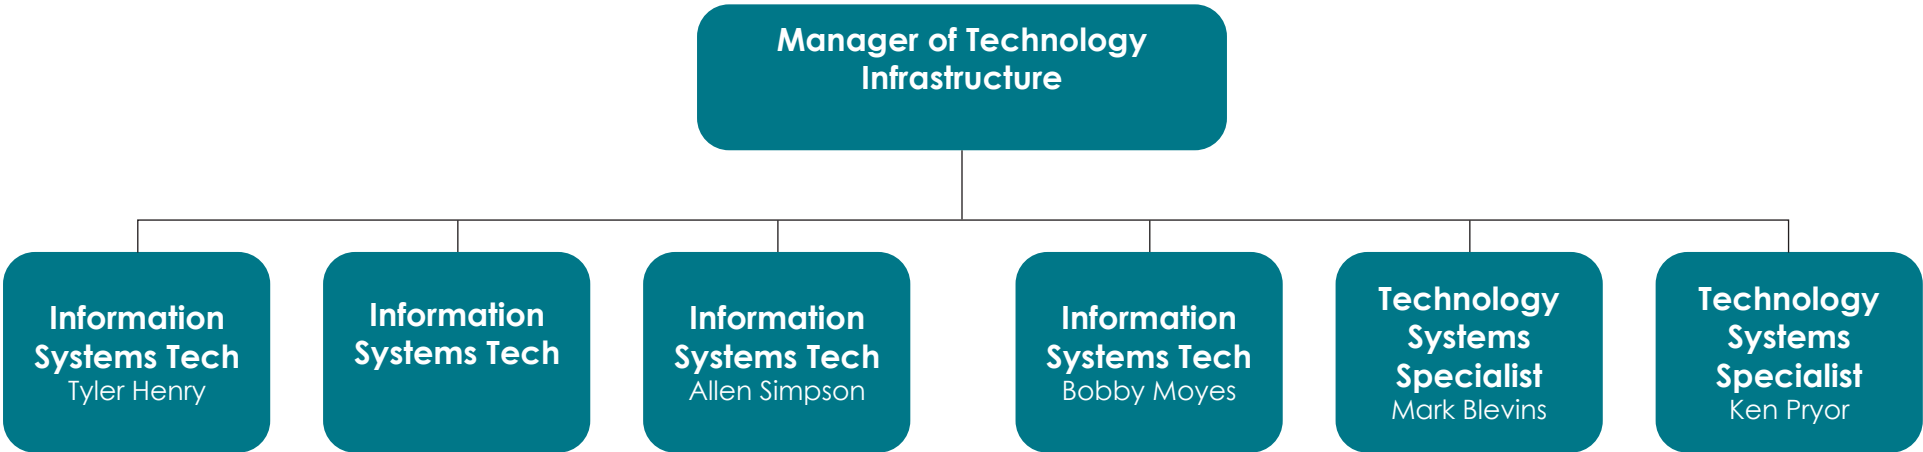 Manager of Technology
Infrastructure
Information
Systems Tech
Tyler Henry
Information
Systems Tech
Information
Systems Tech
Allen Simpson
Information
Systems Tech
Bobby Moyes
Technology
Systems
Specialist
Mark Blevins
Technology
Systems
Specialist
Ken Pryor